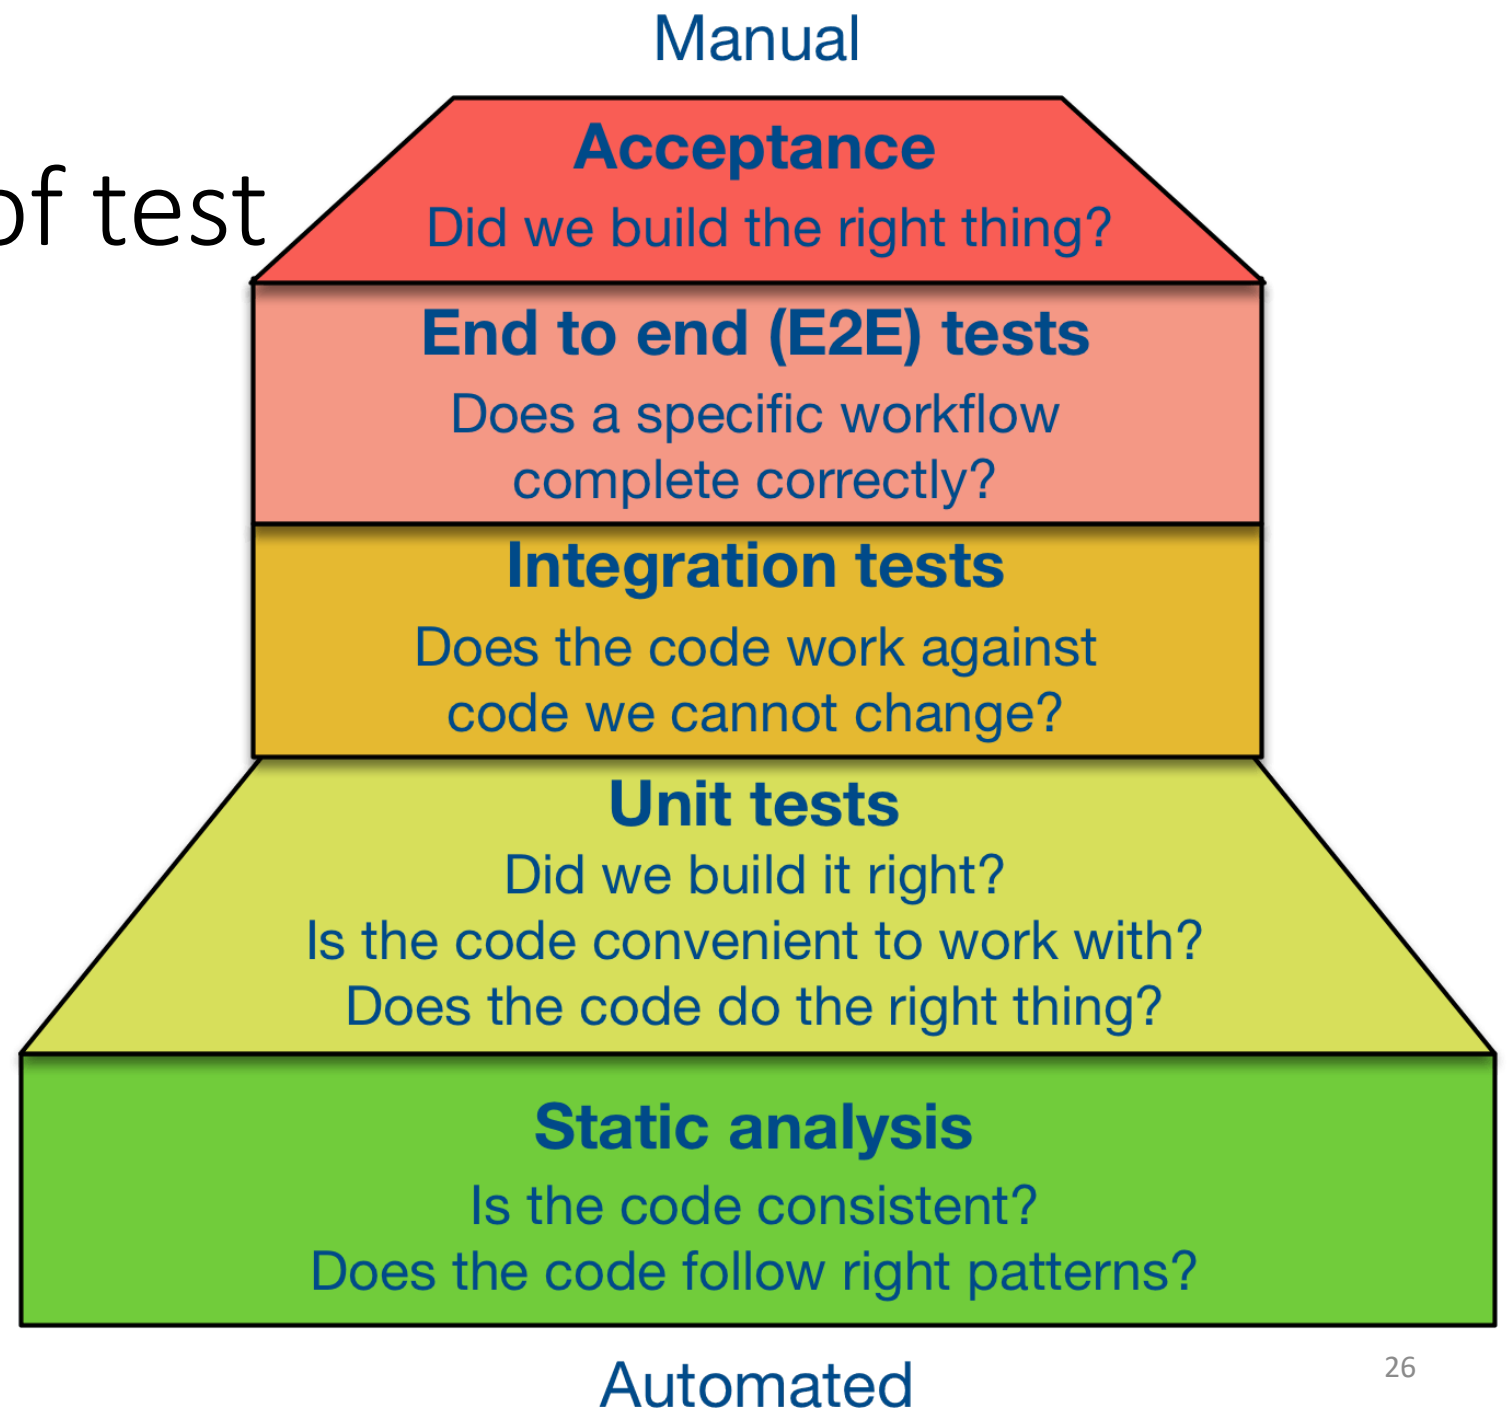 Manual
Acceptance
of test
Did we build the right thing?
End to end (E2E) tests
Does a specific workflow
complete correctly?
Integration tests
Does the code work against
code we cannot change?
Unit tests
Did we build it right?
Is the code convenient to work with?
Does the code do the right thing?
Static analysis
Is the code consistent?
Does the code follow right patterns?
Automated
26